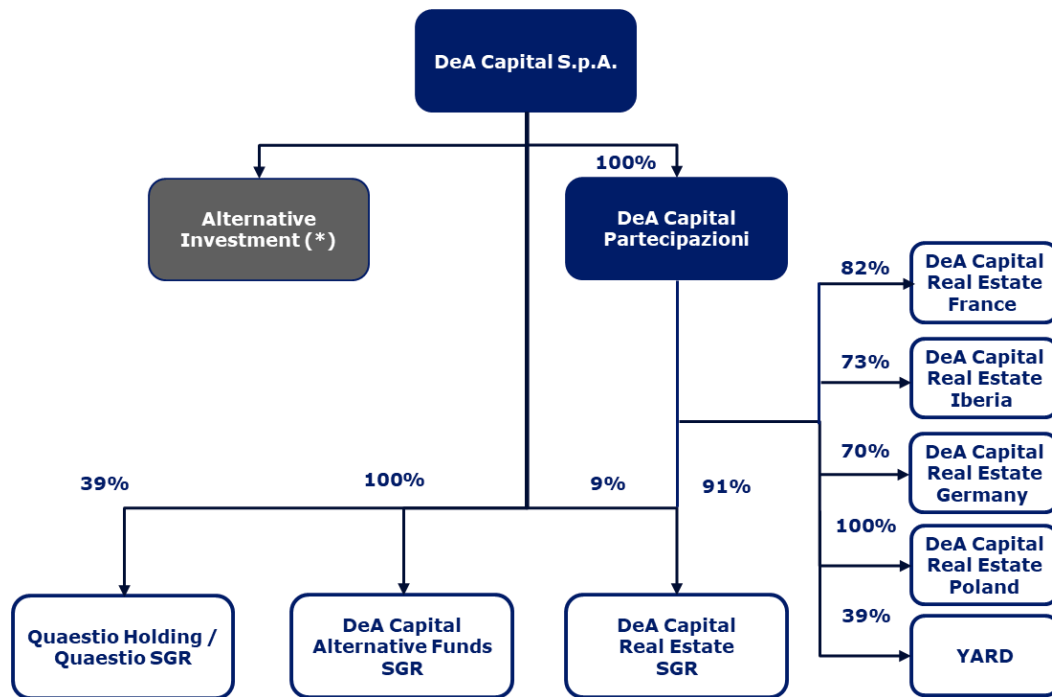 DeA Capital S.p.A.
100%
Alternative
Investment (*)
DeA Capital
Partecipazioni
82%
DeA Capital
Real Estate
France
73%
DeA Capital
Real Estate
Iberia
70%
DeA Capital
Real Estate
Germany
39%
100%
9%
91%
100%
DeA Capital
Real Estate
Poland
39%
YARD
Quaestio Holding /
Quaestio SGR
DeA Capital
Alternative Funds
SGR
DeA Capital
Real Estate
SGR